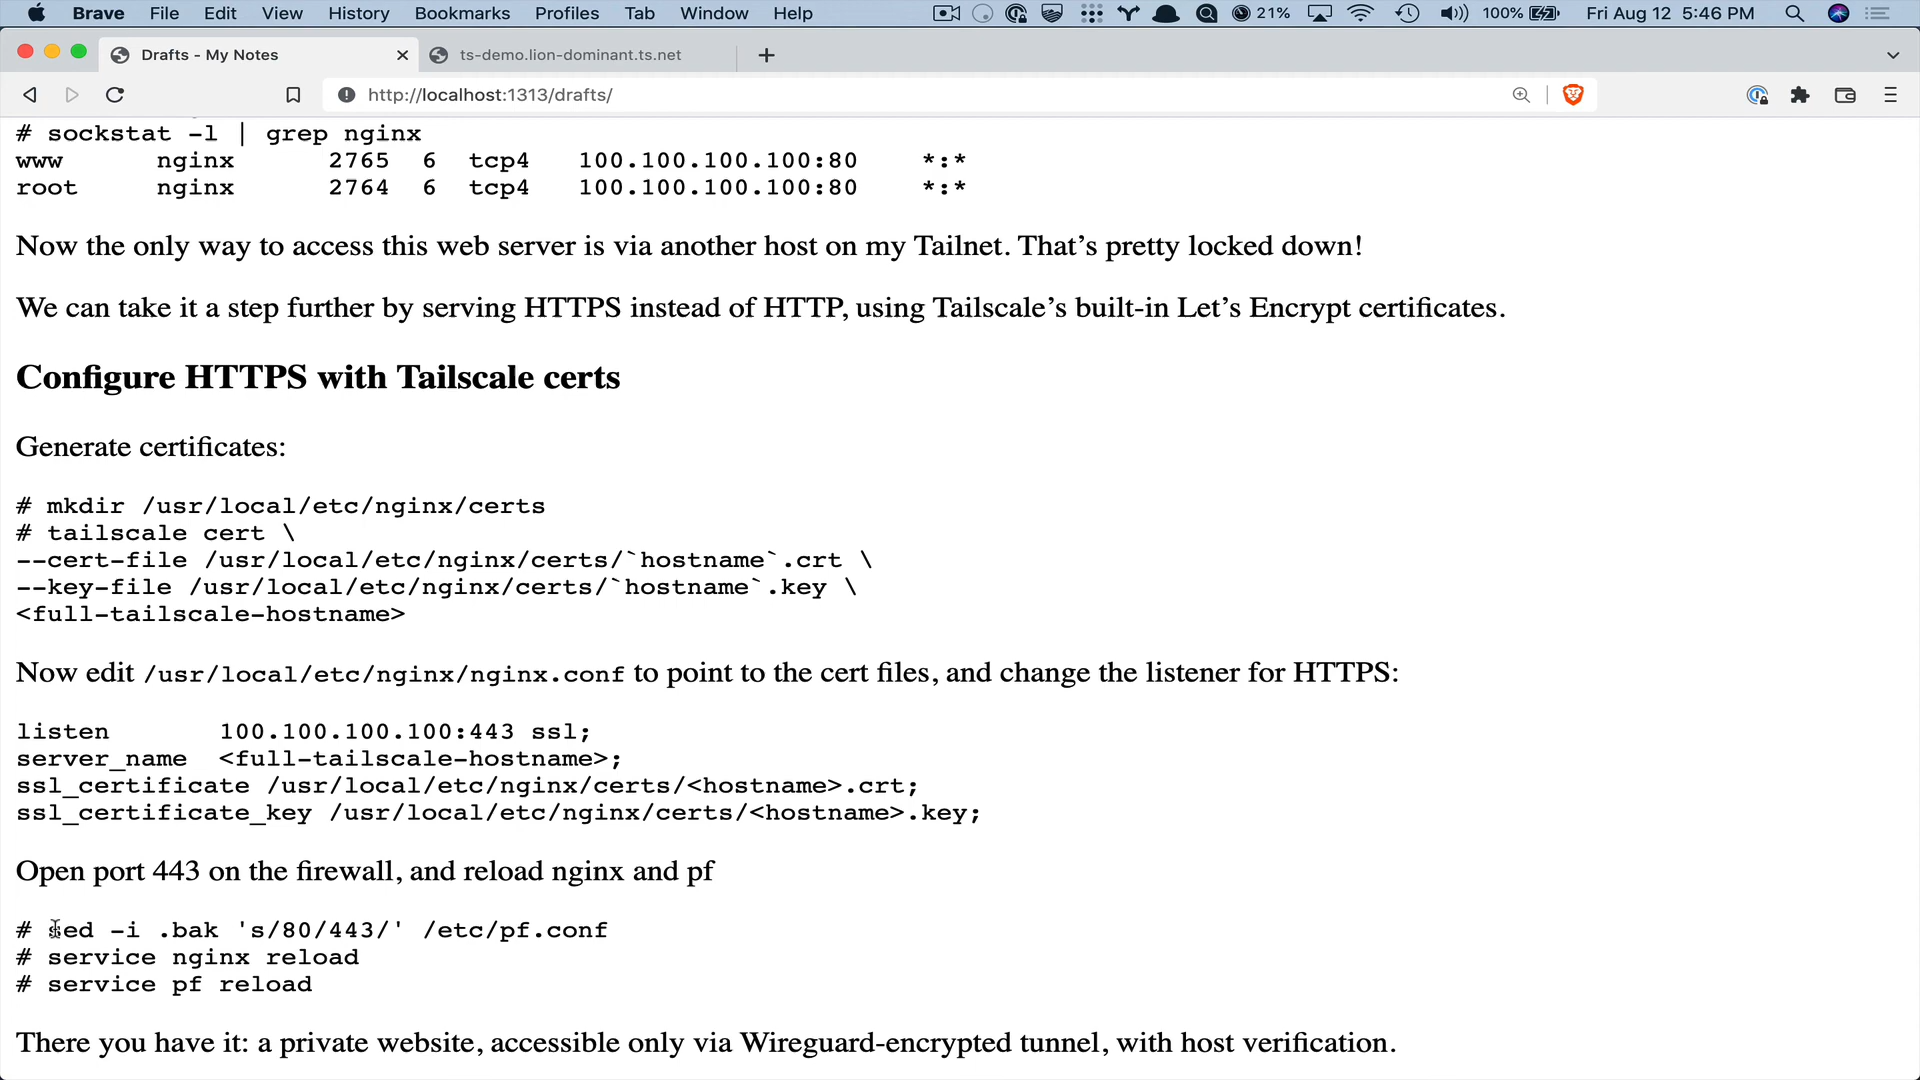 Brave File Edit View History Bookmarks Profiles Tab Window Help 21% 100% Fri Aug 12 5:46 PM
Drafts - My Notes ts-demo.lion-dominant.ts.net
http://localhost:1313/drafts/
# sockstat -l | grep nginx
www nginx 2765 6 tcp4 100.100.100.100:80 *:*
root nginx 2764 6 tcp4 100.100.100.100:80 *:*
Now the only way to access this web server is via another host on my Tailnet. That’s pretty locked down!
We can take it a step further by serving HTTPS instead of HTTP, using Tailscale’s built-in Let’s Encrypt certificates.
Configure HTTPS with Tailscale certs
Generate certificates:
# mkdir /usr/local/etc/nginx/certs
# tailscale cert \
--cert-file /usr/local/etc/nginx/certs/`hostname`.crt \
--key-file /usr/local/etc/nginx/certs/`hostname`.key \
<full-tailscale-hostname>
Now edit /usr/local/etc/nginx/nginx.conf to point to the cert files, and change the listener for HTTPS:
listen 100.100.100.100:443 ssl;
server_name <full-tailscale-hostname>;
ssl_certificate /usr/local/etc/nginx/certs/<hostname>.crt;
ssl_certificate_key /usr/local/etc/nginx/certs/<hostname>.key;
Open port 443 on the firewall, and reload nginx and pf
# sed -i .bak 's/80/443/' /etc/pf.conf
# service nginx reload
# service pf reload
There you have it: a private website, accessible only via Wireguard-encrypted tunnel, with host verification.